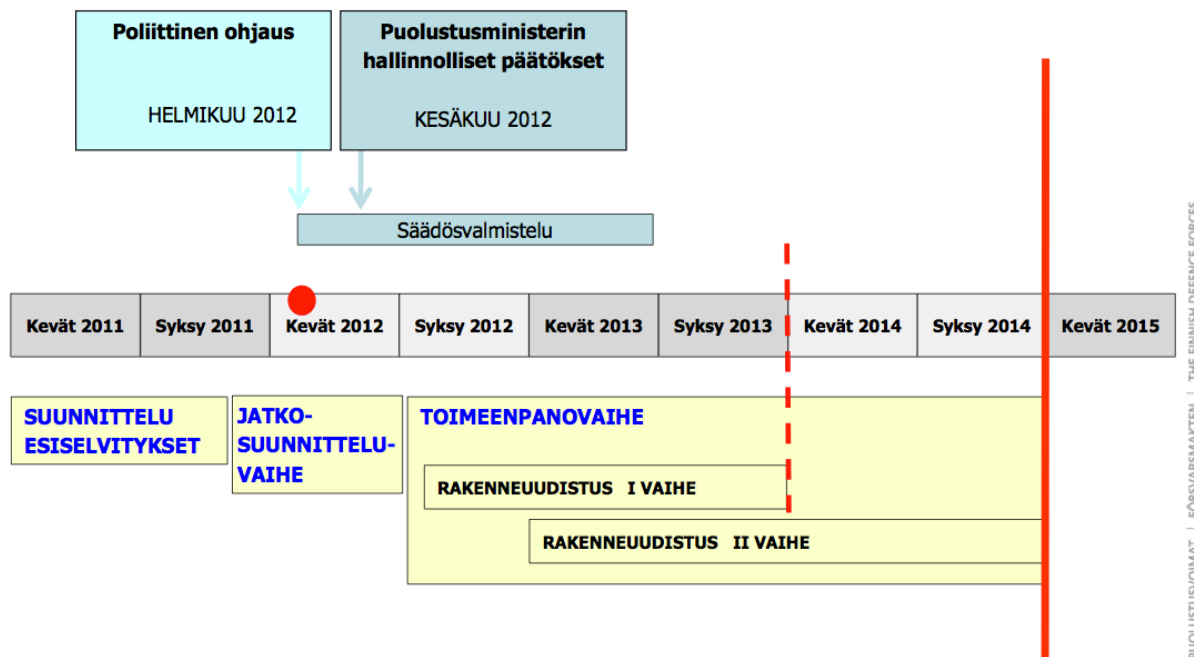 Poliittinen ohjaus
HELMIKUU 2012
Puolustusministerin
hallinnolliset päätökset
KESÄKUU 2012
Säädösvalmistelu
Kevät 2011
Syksy 2011
Kevät 2012
Syksy 2012
Kevät 2013
Syksy 2013
Kevät 2014
Syksy 2014
Kevät 2015
SUUNNITTELU
ESISELVITYKSET
JATKO-
SUUNNITTELU-
VAIHE
TOIMEENPANOVAIHE
RAKENNEUUDISTUS I VAIHE
RAKENNEUUDISTUS II VAIHE
PUOLUSTUSVOIMAT | FÖRSVARSMAKTEN | THE FINNISH DEFENCE FORCES